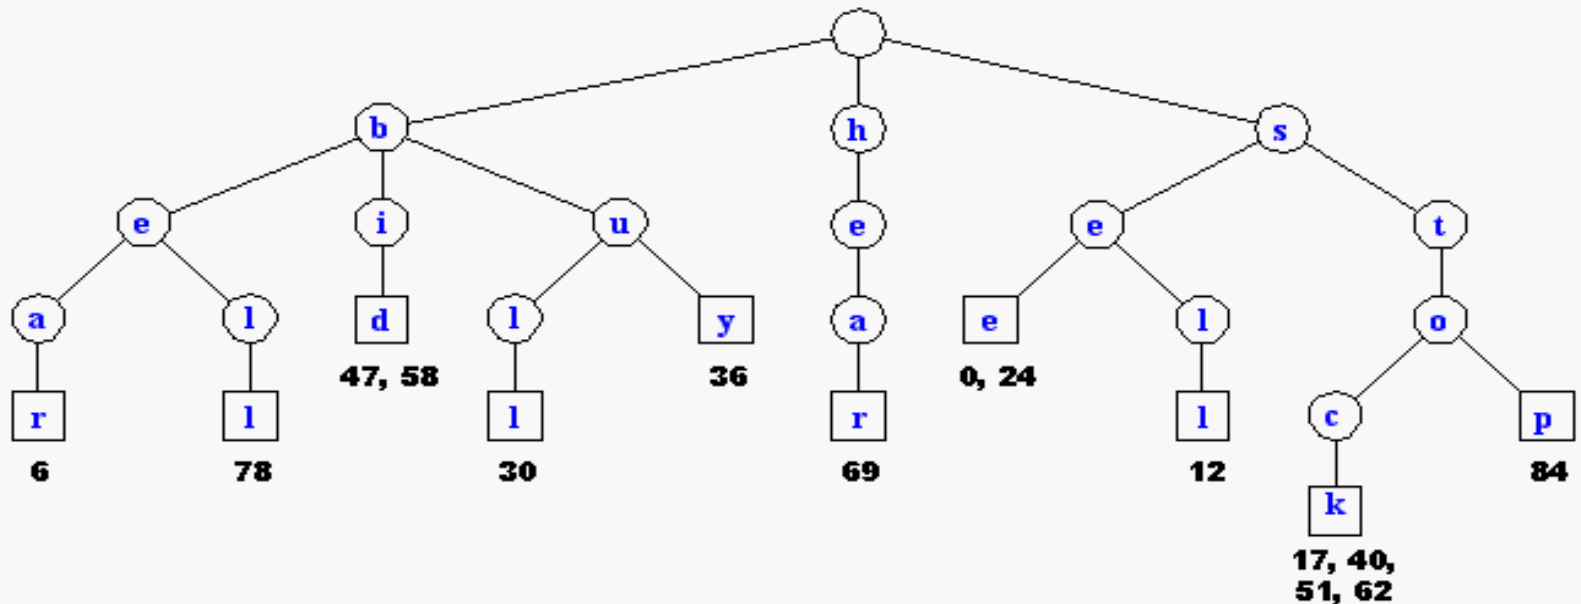 b h s
e i u e e t
a l d l y a e l o
47, 58 36 0, 24
r l l r l c p
6 78 30 69 12 84
k
17, 40,
51, 62